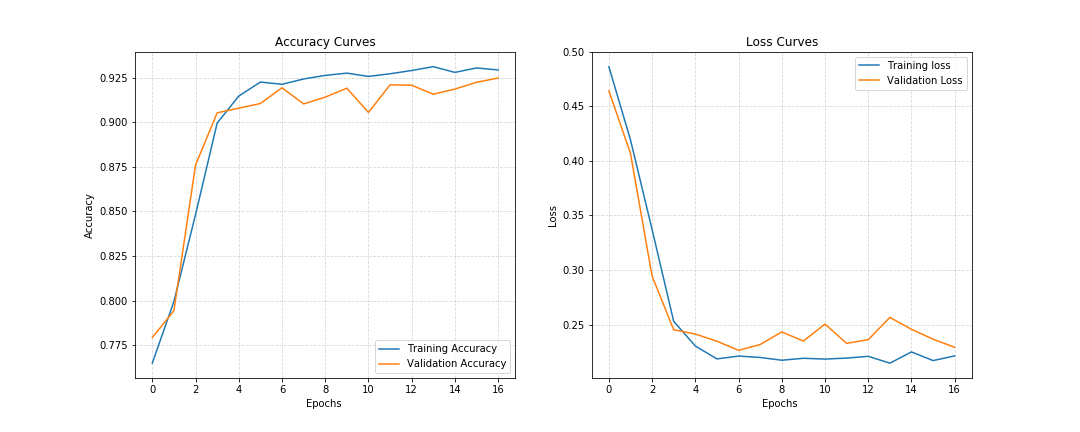 Accuracy Curves
0.925
0.900
0.875
0.850
0.825
0.800
0.775
Accuracy
Training Accuracy
Validation Accuracy
0 2 4 6 8 10 12 14 16
Epochs
Loss Curves
0.50
0.45
0.40
0.35
0.30
0.25
Loss
Training loss
Validation Loss
0 2 4 6 8 10 12 14 16
Epochs